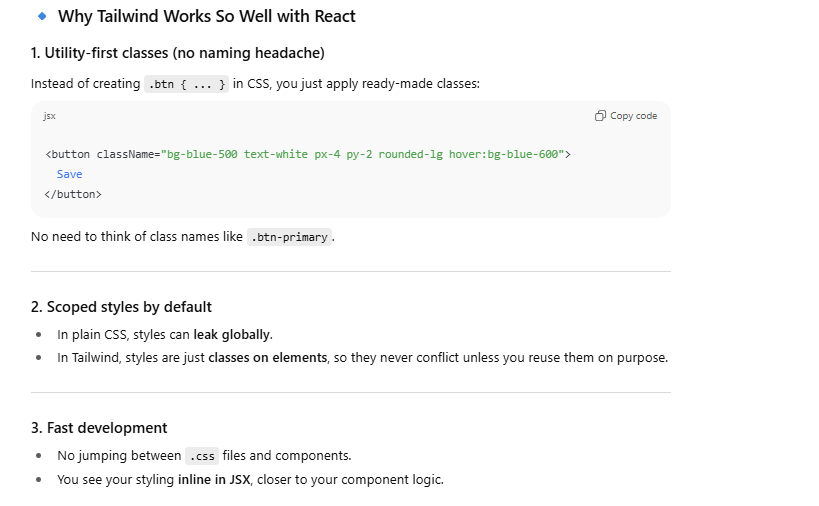 Why Tailwind Works So Well with React
1. Utility-first classes (no naming headache)
Instead of creating .btn { ... } in CSS, you just apply ready-made classes:
jsx
Copy code
<button className="bg-blue-500 text-white px-4 py-2 rounded-lg hover:bg-blue-600">
Save
</button>
No need to think of class names like .btn-primary.
2. Scoped styles by default
• In plain CSS, styles can leak globally.
• In Tailwind, styles are just classes on elements, so they never conflict unless you reuse them on purpose.
3. Fast development
• No jumping between .css files and components.
• You see your styling inline in JSX, closer to your component logic.